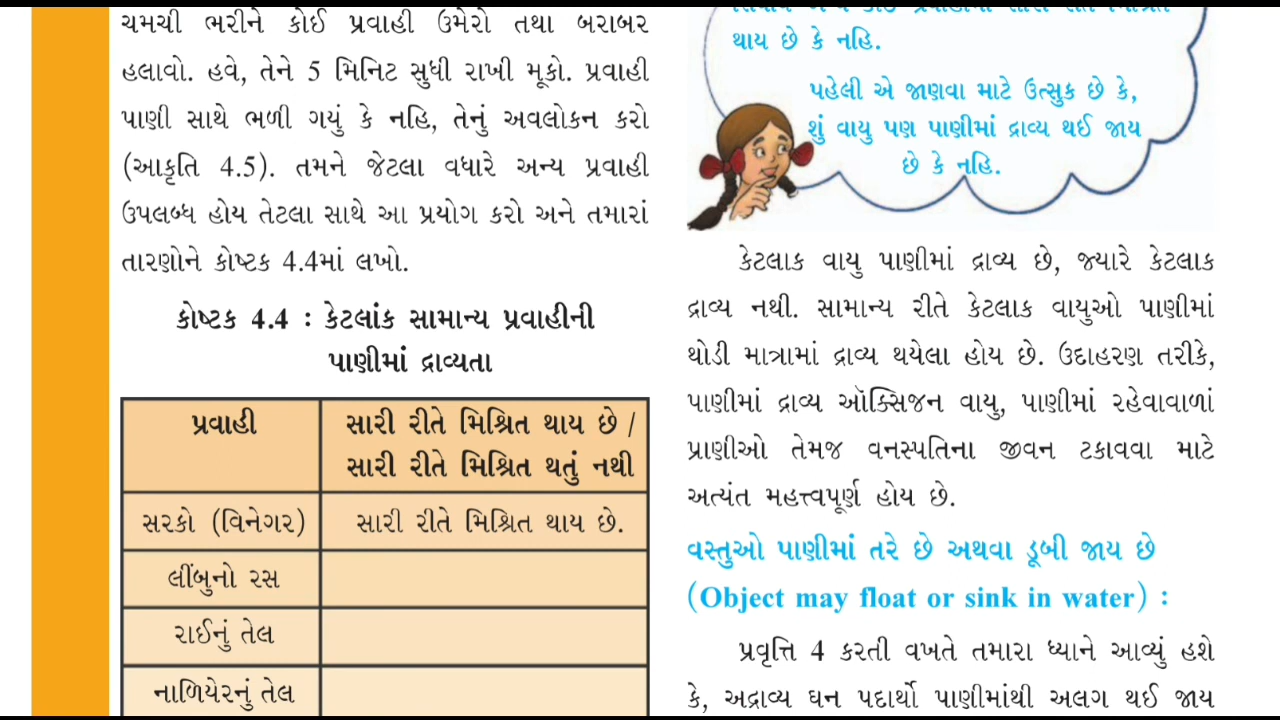 ચમચી ભરીને કોઈ પ્રવાહી ઉમેરો તથા બરાબર
હલાવો. હવે, તેને 5 મિનિટ સુધી રાખી મૂકો. પ્રવાહી
પાણી સાથે ભળી ગયું કે નહિ, તેનું અવલોકન કરો
(આકૃતિ 4.5). તમને જેટલા વધારે અન્ય પ્રવાહી
ઉપલબ્ધ હોય તેટલા સાથે આ પ્રયોગ કરો અને તમારાં
તારણોને કોષ્ટક 4.4માં લખો.
કોષ્ટક 4.4 : કેટલાંક સામાન્ય પ્રવાહીની
પાણીમાં દ્રાવ્યતા
પ્રવાહી
સારી રીતે મિશ્રિત થાય છે /
સારી રીતે મિશ્રિત થતું નથી
સરકો (વિનેગર)
સારી રીતે મિશ્રિત થાય છે.
લીંબુનો રસ
રાઈનું તેલ
નાળિયેરનું તેલ
થાય છે કે નહિ.
પહેલી એ જાણવા માટે ઉત્સુક છે કે,
શું વાયુ પણ પાણીમાં દ્રાવ્ય થઈ જાય
છે કે નહિ.
કેટલાક વાયુ પાણીમાં દ્રાવ્ય છે, જ્યારે કેટલાક
દ્રાવ્ય નથી. સામાન્ય રીતે કેટલાક વાયુઓ પાણીમાં
થોડી માત્રામાં દ્રાવ્ય થયેલા હોય છે. ઉદાહરણ તરીકે,
પાણીમાં દ્રાવ્ય ઑક્સિજન વાયુ, પાણીમાં રહેવાવાળાં
પ્રાણીઓ તેમજ વનસ્પતિના જીવન ટકાવવા માટે
અત્યંત મહત્ત્વપૂર્ણ હોય છે.
વસ્તુઓ પાણીમાં તરે છે અથવા ડૂબી જાય છે
(Object may float or sink in water) :
પ્રવૃત્તિ 4 કરતી વખતે તમારા ધ્યાને આવ્યું હશે
કે, અદ્રાવ્ય ઘન પદાર્થો પાણીમાંથી અલગ થઈ જાય